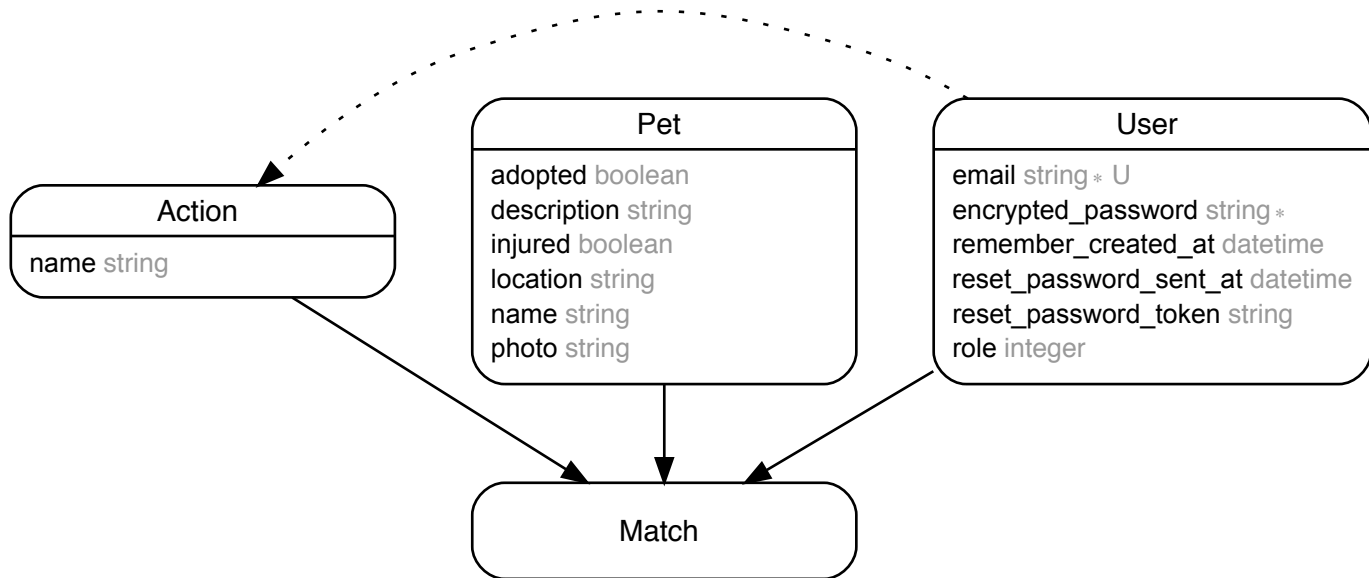 Action
name string
Pet
adopted boolean
description string
injured boolean
location string
name string
photo string
User
email string * U
encrypted_password string *
remember_created_at datetime
reset_password_sent_at datetime
reset_password_token string
role integer
Match